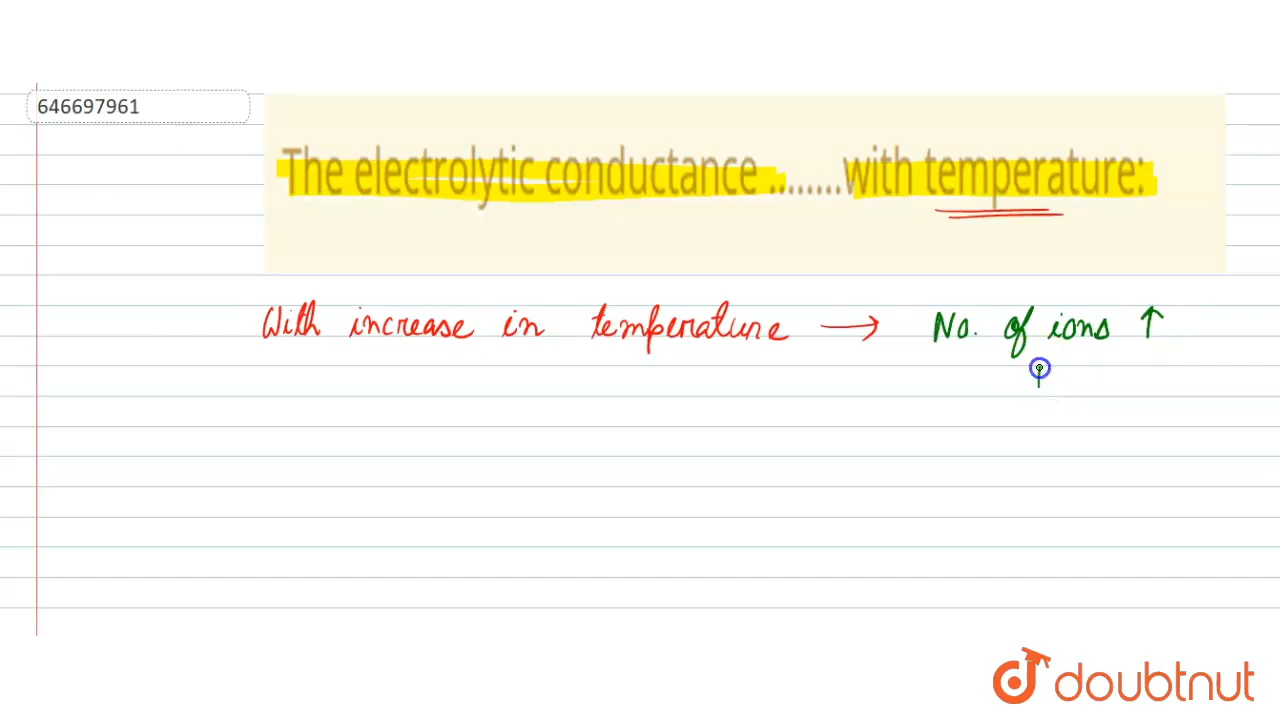 646697961
The electrolytic conductance ........with temperature:
With increase in temperature → No. of ions ↑
doubtnut